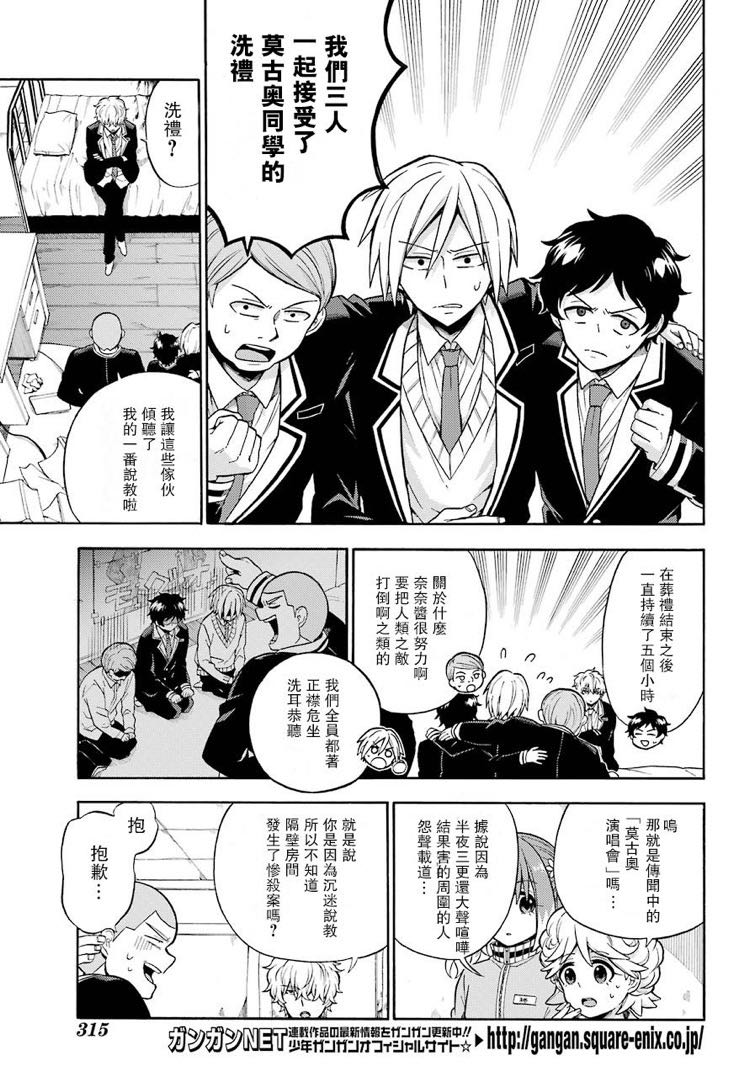 我們三人
一起接受了
莫古奧同學的
洗禮
洗禮？
我讓這些傢伙
傾聽了
我的一番說教啦
在葬禮結束之後
一直持續了五個小時
關於什麼
奈奈醬很努力啊
要把人類之敵
打倒啊之類的
我們全員都著
正襟危坐
洗耳恭聽
嗚
那就是傳聞中的
「莫古奧
演唱會」嗎…
據說因為
半夜三更還大聲喧嘩
結果害的周圍的人
怨聲載道…
就是說
你是因為沉迷說教
所以不知道
隔壁房間
發生了慘殺案嗎？
抱
抱歉…
315
ガンガンNET
連載作品の最新情報をガンガン更新中!!
少年ガンガンオフィシャルサイト☆
http://gangan.square-enix.co.jp/